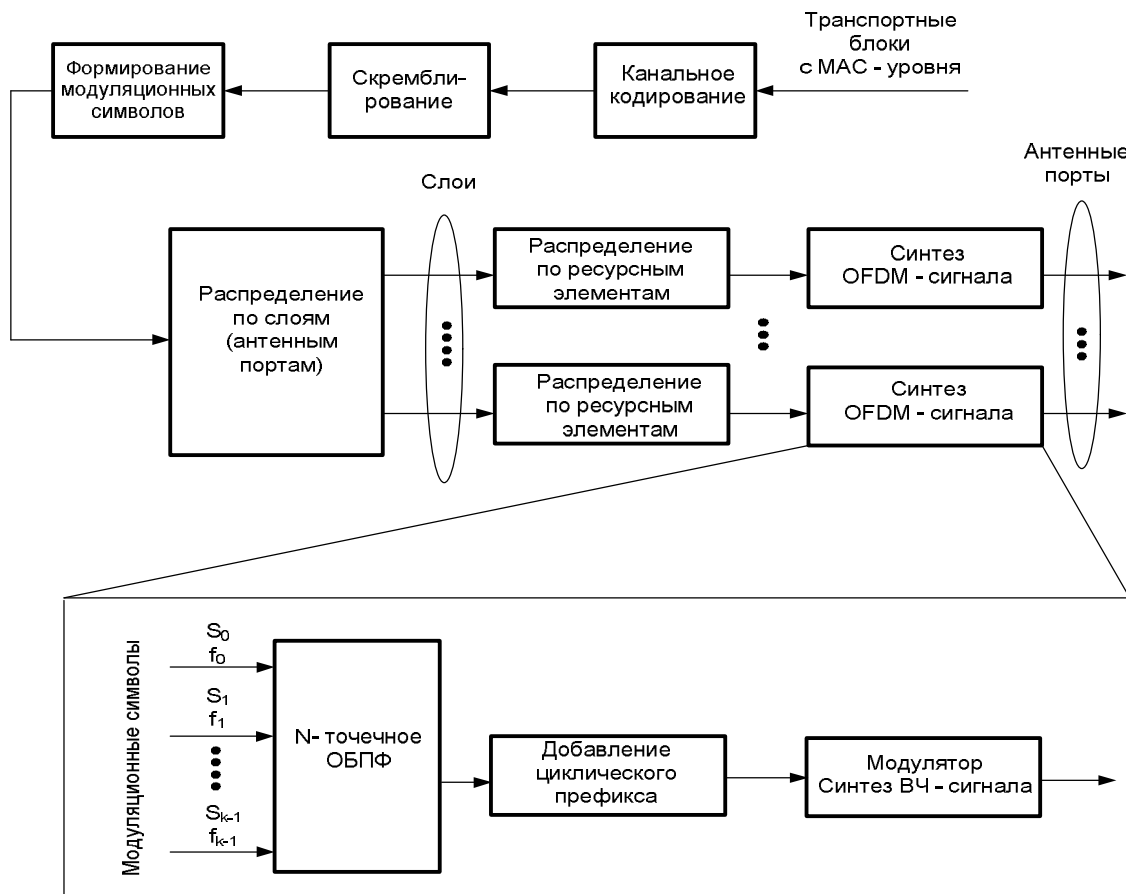 Транспортные
блоки
с MAC - уровня
Формирование
модуляционных
символов
Скрембли-
рование
Канальное
кодирование
Слои
Антенные
порты
Распределение
по слоям
(антенным
портам)
Распределение
по ресурсным
элементам
Синтез
OFDM - сигнала
Распределение
по ресурсным
элементам
Синтез
OFDM - сигнала
Модуляционные символы
S0
f0
S1
f1
Sk-1
fk-1
N- точечное
ОБПФ
Добавление
циклического
префикса
Модулятор
Синтез ВЧ - сигнала